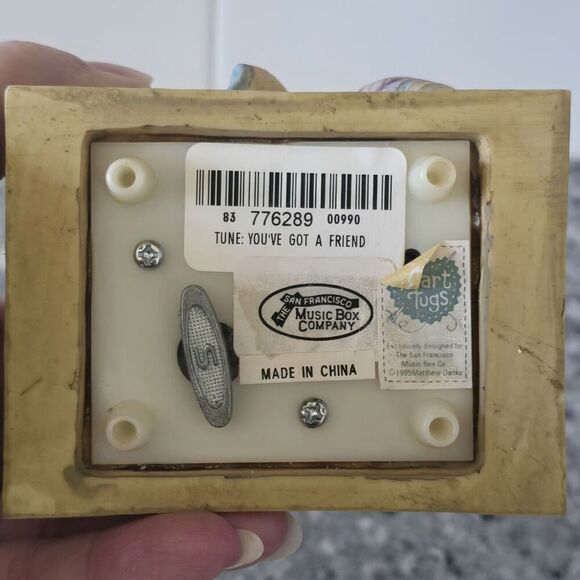 83 776289 00990
TUNE: YOU'VE GOT A FRIEND
THE SAN FRANCISCO
MUSIC BOX
COMPANY
MADE IN CHINA
Tugs
Exclusively designed for
The San Francisco
Music Box Co.
©1995 Matthew Danko
S